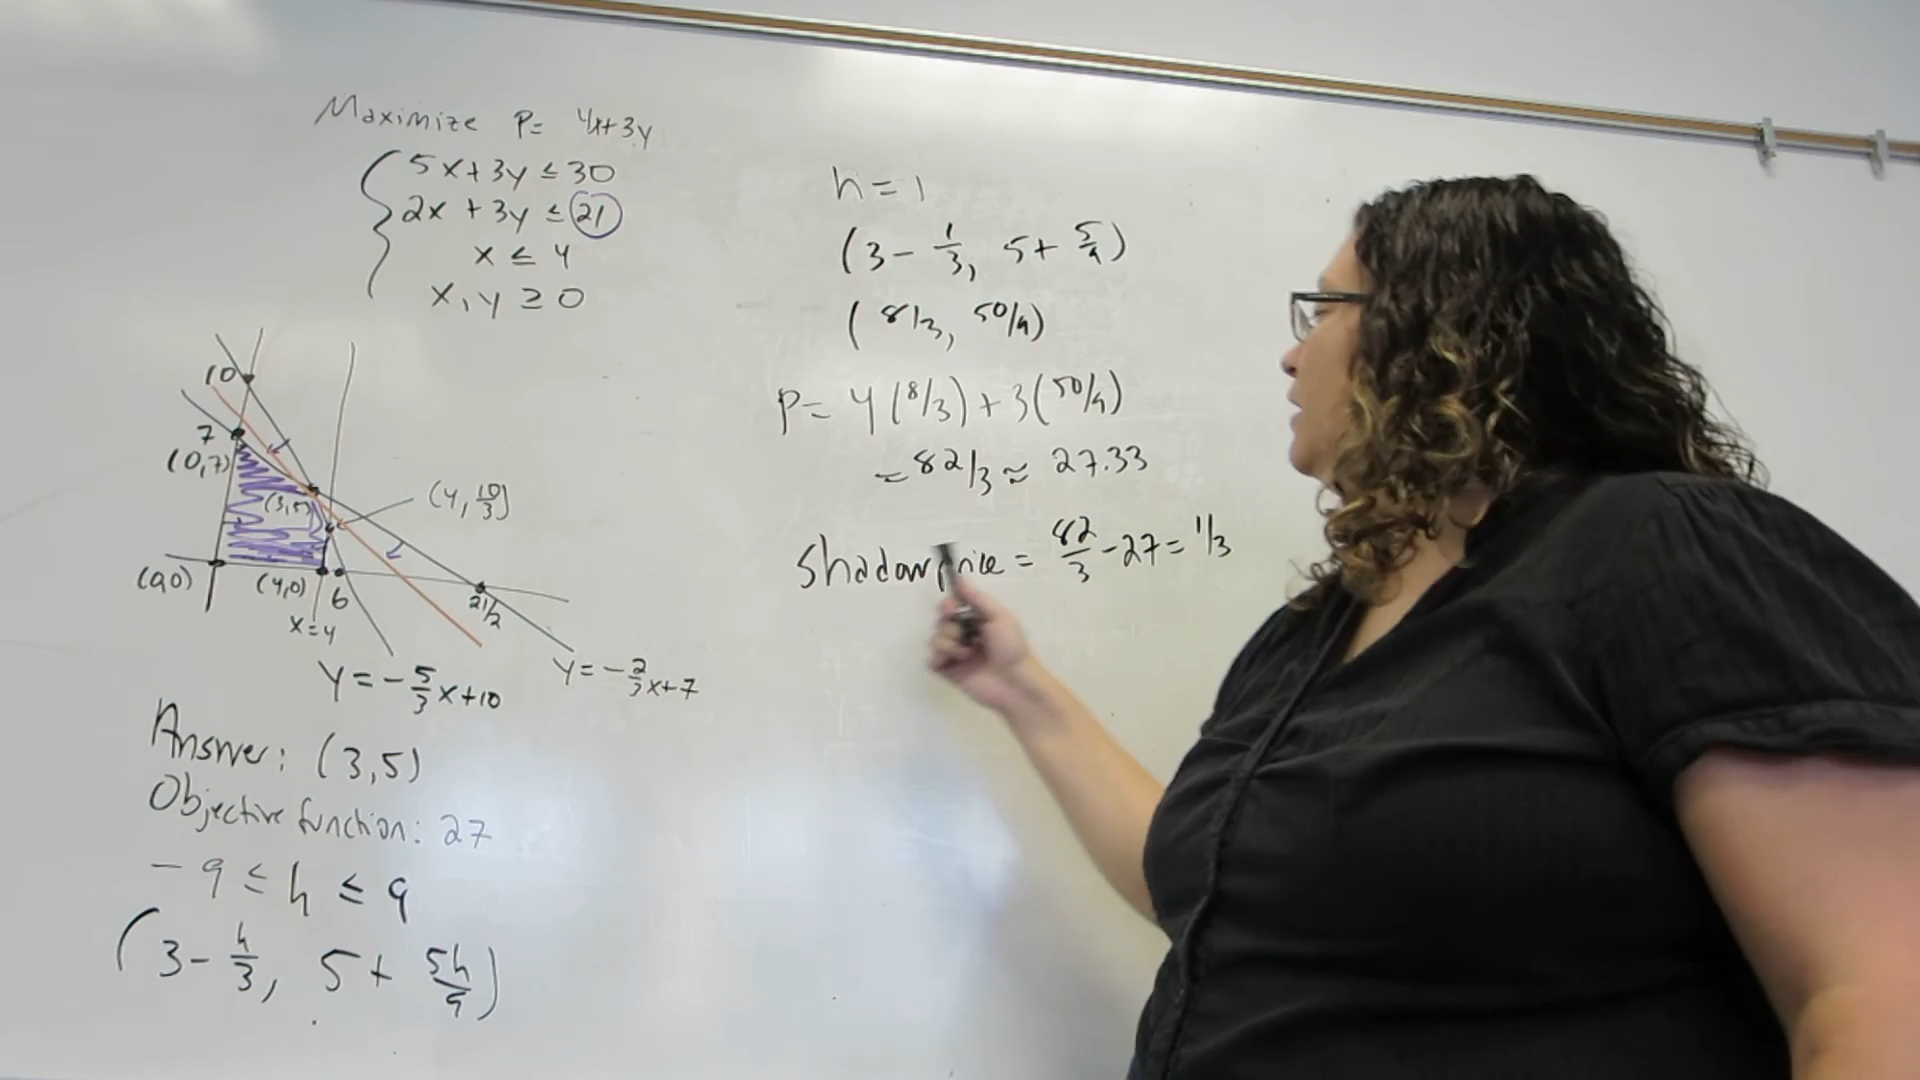 Maximize P= 4x+3y
5x+3y ≤ 30
2x + 3y ≤ 21
x ≤ 4
x, y ≥ 0
10
7
(0,7)
(3,5)
(4, 10/3)
(0,0)
(4,0)
6
21/2
x=4
y = -5/3 x+10
y = -2/3 x+7
Answer: (3,5)
Objective function: 27
-9 ≤ h ≤ 9
(3- h/3, 5+ 5h/9)
h = 1
(3- 1/3, 5+ 5/9)
(8/3, 50/9)
P= 4(8/3)+3(50/9)
= 82/3 ≈ 27.33
Shadow price = 82/3 -27= 1/3